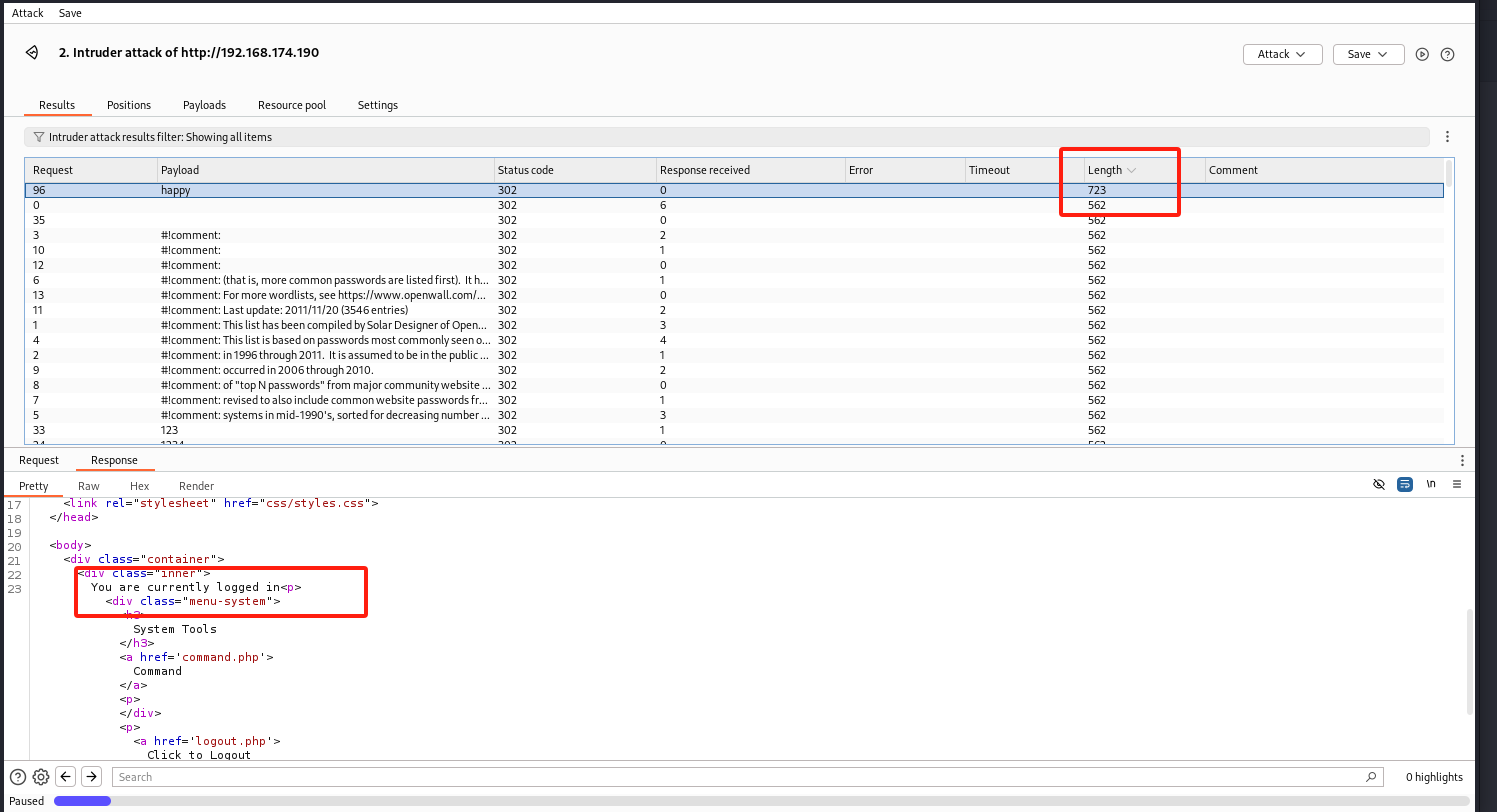 Attack Save
2. Intruder attack of http://192.168.174.190
Attack Save
Results Positions Payloads Resource pool Settings
Intruder attack results filter: Showing all items
Request Payload Status code Response received Error Timeout Length Comment
96 happy 302 0 723
0 302 6 562
35 302 0 562
3 #!comment: 302 2 562
10 #!comment: 302 1 562
12 #!comment: 302 0 562
6 #!comment: (that is, more common passwords are listed first). It h... 302 1 562
13 #!comment: For more wordlists, see https://www.openwall.com/... 302 0 562
11 #!comment: Last update: 2011/11/20 (3546 entries) 302 2 562
1 #!comment: This list has been compiled by Solar Designer of Open... 302 3 562
4 #!comment: This list is based on passwords most commonly seen o... 302 4 562
2 #!comment: in 1996 through 2011. It is assumed to be in the public ... 302 1 562
9 #!comment: occurred in 2006 through 2010. 302 2 562
8 #!comment: of "top N passwords" from major community website ... 302 0 562
7 #!comment: revised to also include common website passwords fr... 302 1 562
5 #!comment: systems in mid-1990's, sorted for decreasing number ... 302 3 562
33 123 302 1 562
34 1234 302 0 562
Request Response
Pretty Raw Hex Render
\n
17 <link rel="stylesheet" href="css/styles.css">
18 </head>
19
20 <body>
21 <div class="container">
22 <div class="inner">
23 You are currently logged in<p>
<div class="menu-system">
<h3>
System Tools
</h3>
<a href='command.php'>
Command
</a>
<p>
</div>
<p>
<a href='logout.php'>
Click to Logout
Search 0 highlights
Paused